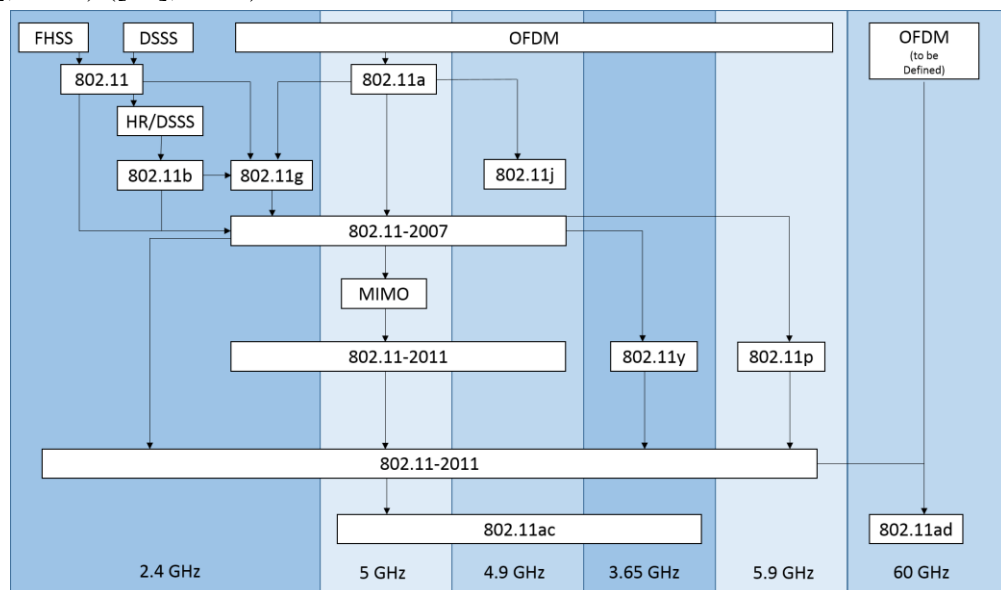 FHSS
DSSS
OFDM
OFDM
(to be
Defined)
802.11
802.11a
HR/DSSS
802.11b
802.11g
802.11j
802.11-2007
MIMO
802.11-2011
802.11y
802.11p
802.11-2011
802.11ac
802.11ad
2.4 GHz
5 GHz
4.9 GHz
3.65 GHz
5.9 GHz
60 GHz